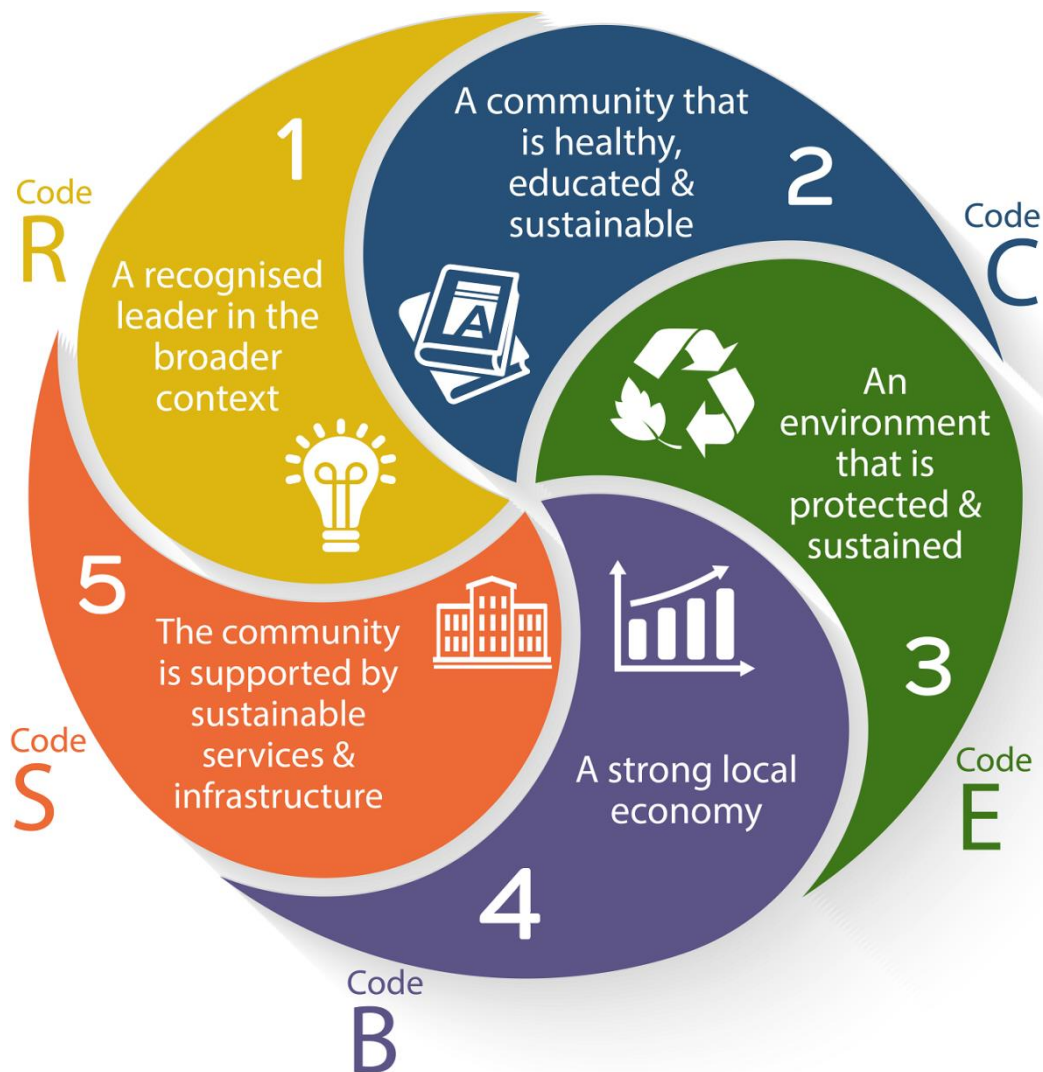 1
Code
R
A recognised
leader in the
broader
context
A community that
is healthy,
educated &
sustainable
2
Code
C
A
An
environment
that is
protected &
sustained
3
Code
E
A strong local
economy
4
Code
B
5
The community
is supported by
sustainable
services &
infrastructure
Code
S